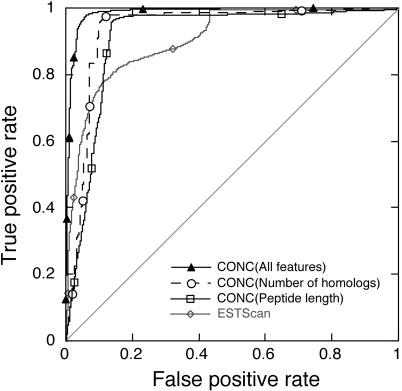 1
0.8
0.6
0.4
0.2
0
True positive rate
CONC(All features)
CONC(Number of homologs)
CONC(Peptide length)
ESTScan
0 0.2 0.4 0.6 0.8 1
False positive rate